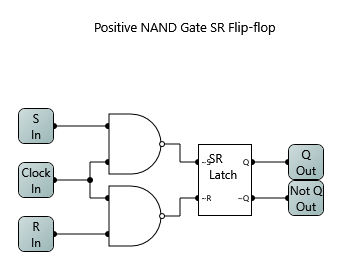 Positive NAND Gate SR Flip-flop
S
In
Clock
In
R
In
~S
SR
Latch
~R
Q
~Q
Q
Out
Not Q
Out